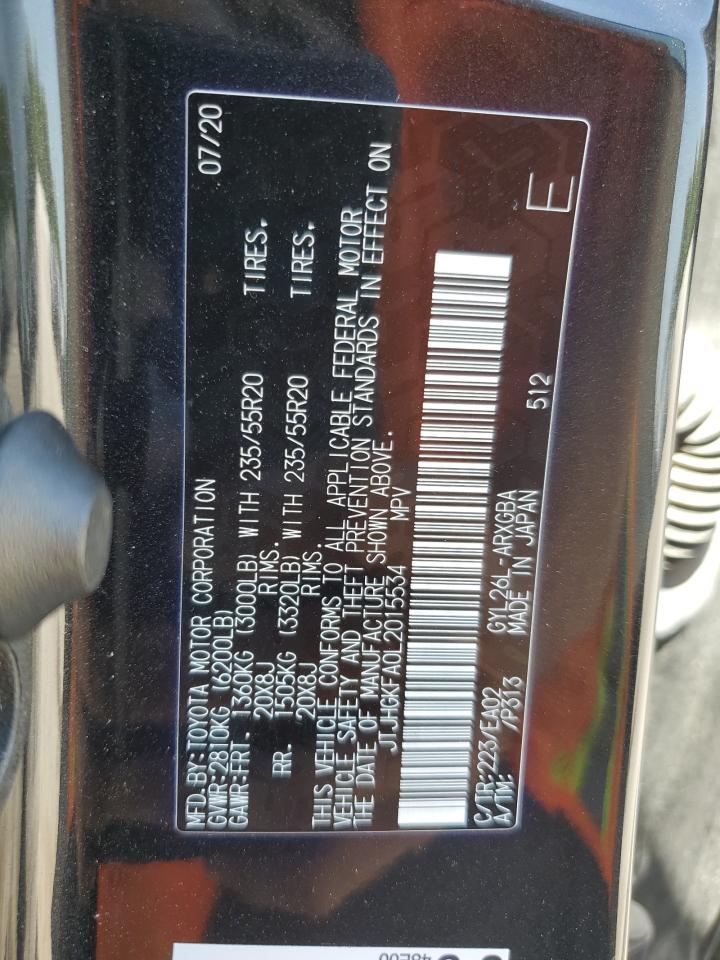 MFD.BY:TOYOTA MOTOR CORPORATION 07/20
GVWR:2810KG (6200LB)
GAWR:FRT. 1360KG (3000LB) WITH 235/55R20 TIRES.
20X8J RIMS.
RR. 1505KG (3320LB) WITH 235/55R20 TIRES.
20X8J RIMS.
THIS VEHICLE CONFORMS TO ALL APPLICABLE FEDERAL MOTOR
VEHICLE SAFETY AND THEFT PREVENTION STANDARDS IN EFFECT ON
THE DATE OF MANUFACTURE SHOWN ABOVE.
JTJHGKFA0L2015534 MPV
C/TR:223/EA02 GYL26L-ARXGBA
A/TM: /P313 MADE IN JAPAN 512
E
48E00